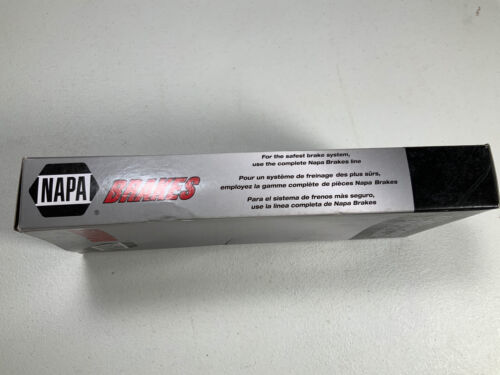 NAPA
®
BRAKES
For the safest brake system,
use the complete Napa Brakes line
Pour un système de freinage des plus sûrs,
employez la gamme complète de pièces Napa Brakes
Para el sistema de frenos más seguro,
use la linea completa de Napa Brakes